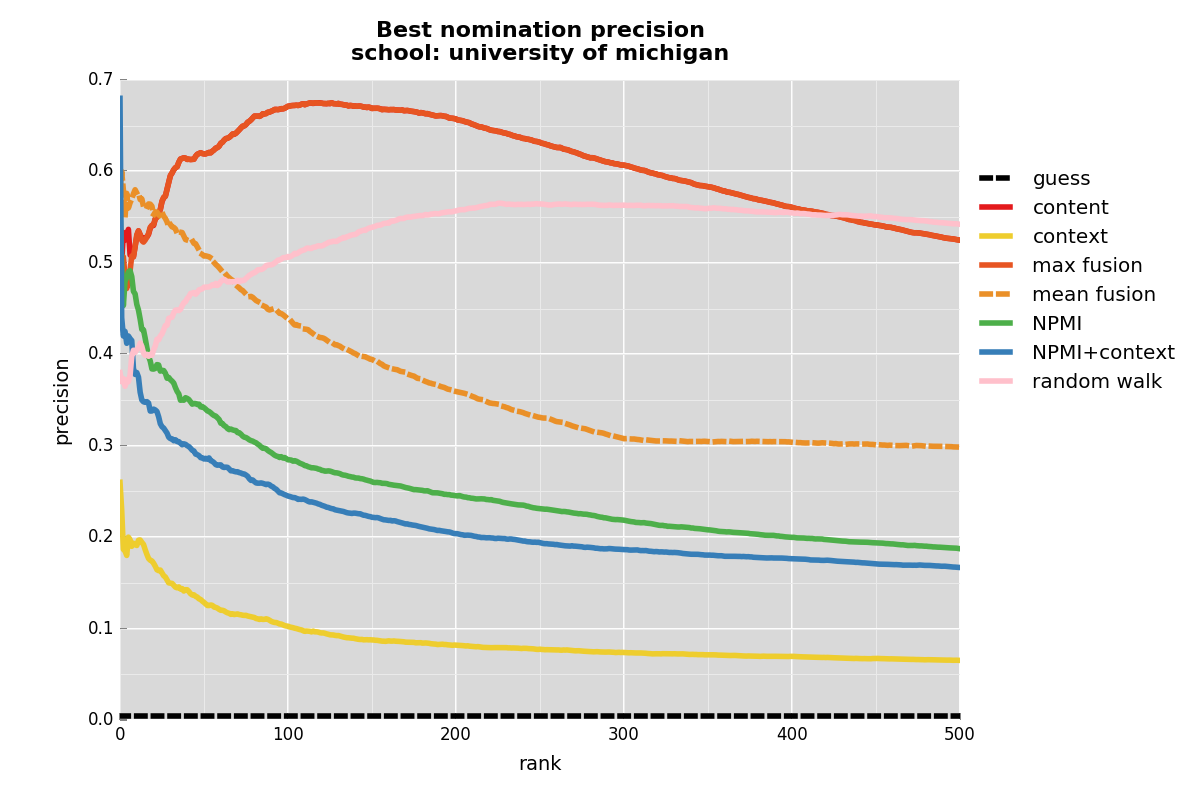 Best nomination precision
school: university of michigan
precision
0.7
0.6
0.5
0.4
0.3
0.2
0.1
0.0
0 100 200 300 400 500
rank
guess
content
context
max fusion
mean fusion
NPMI
NPMI+context
random walk